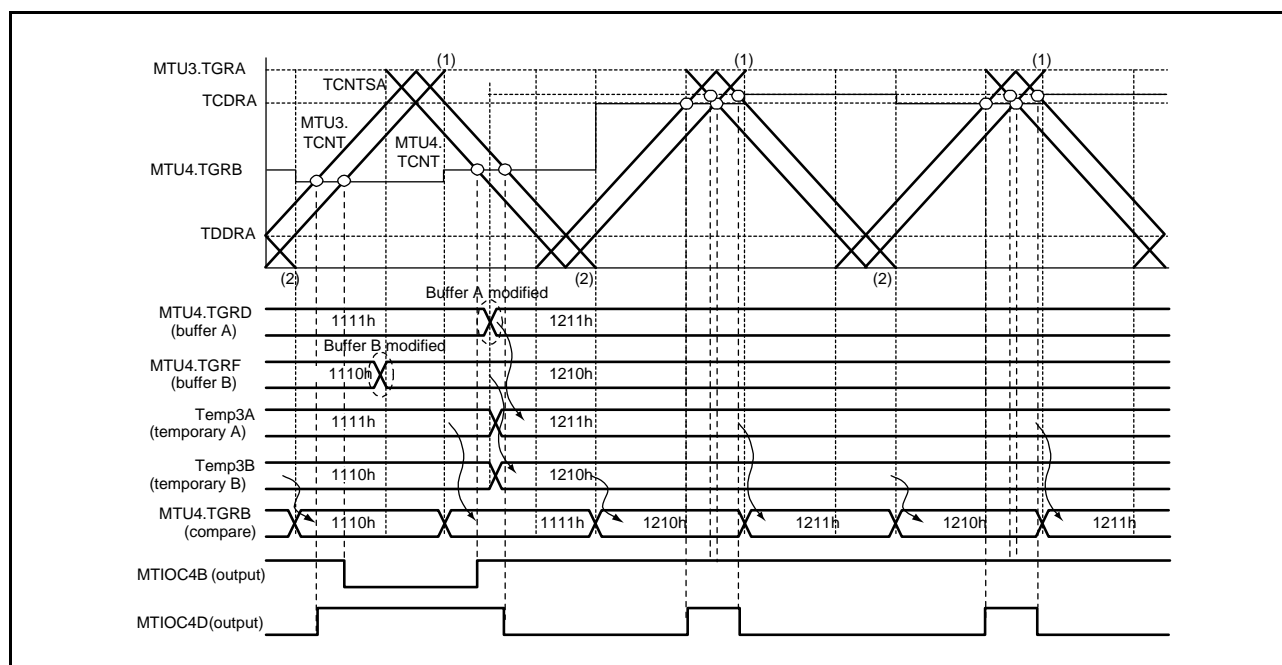 (1)
(1)
(1)
MTU3.TGRA
TCNTSA
TCDRA
MTU3.
TCNT
MTU4.
TCNT
MTU4.TGRB
TDDRA
(2)
(2)
(2)
Buffer A modified
MTU4.TGRD
(buffer A)
1111h
1211h
Buffer B modified
MTU4.TGRF
(buffer B)
1110h
1210h
Temp3A
(temporary A)
1111h
1211h
Temp3B
(temporary B)
1110h
1210h
MTU4.TGRB
(compare)
1110h
1111h
1210h
1211h
1210h
1211h
MTIOC4B (output)
MTIOC4D(output)